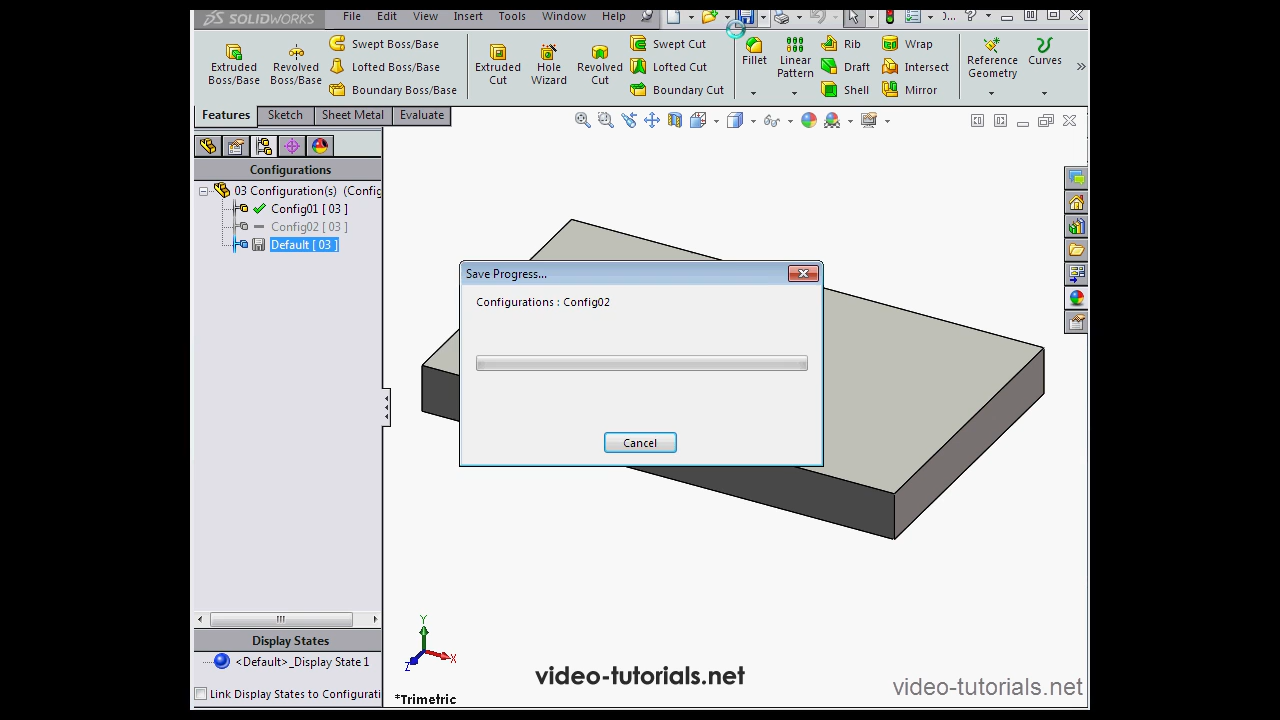 SOLIDWORKS
File Edit View Insert Tools Window Help
Extruded Boss/Base
Revolved Boss/Base
Swept Boss/Base
Lofted Boss/Base
Boundary Boss/Base
Extruded Cut
Hole Wizard
Revolved Cut
Swept Cut
Lofted Cut
Boundary Cut
Fillet
Linear Pattern
Rib
Draft
Shell
Wrap
Intersect
Mirror
Reference Geometry
Curves
Features Sketch Sheet Metal Evaluate
Configurations
03 Configuration(s) (Config
Config01 [ 03 ]
Config02 [ 03 ]
Default [ 03 ]
Save Progress...
Configurations : Config02
Cancel
Display States
<Default>_Display State 1
Link Display States to Configurati
Y
X
Z
*Trimetric
video-tutorials.net
video-tutorials.net